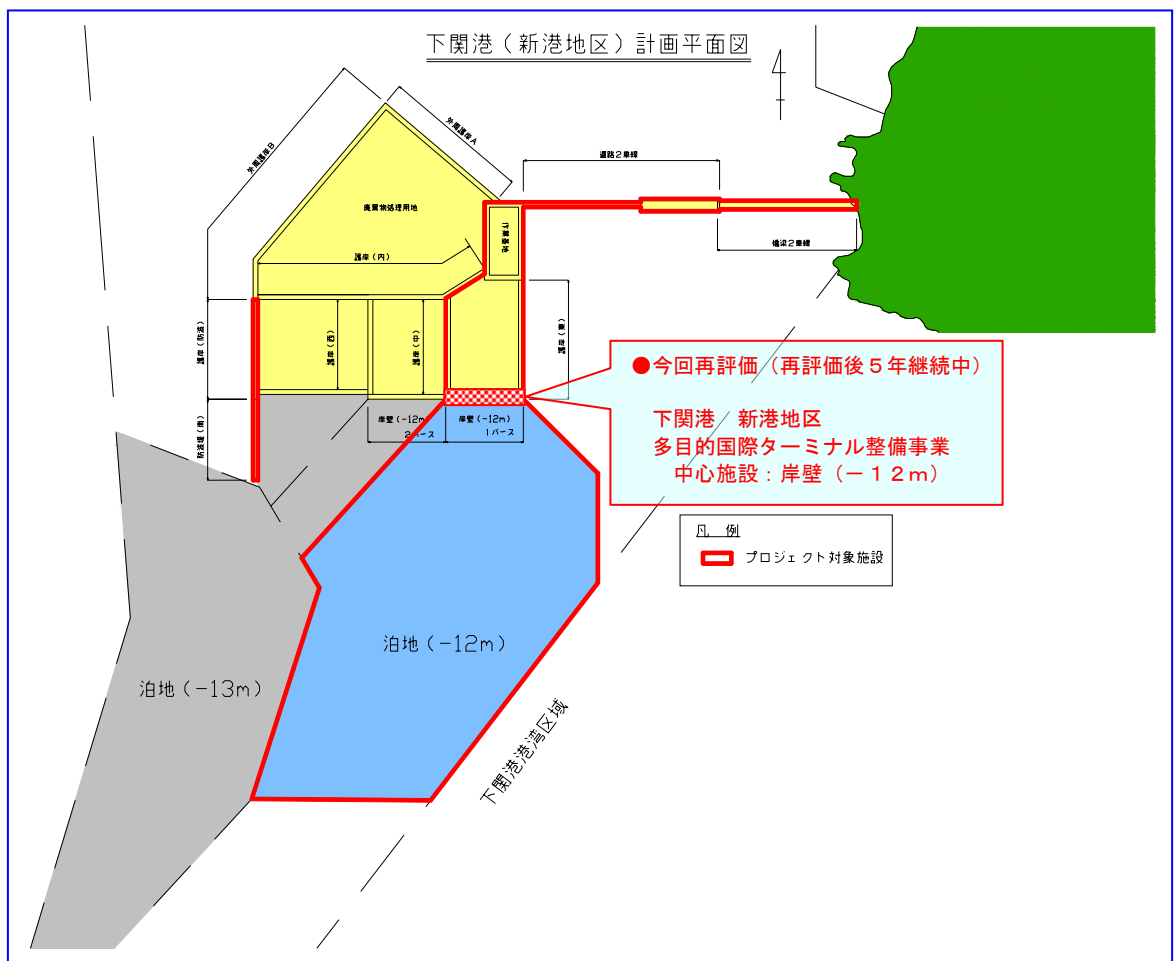 下関港（新港地区）計画平面図
外周護岸B
外周護岸A
道路2車線
廃棄物処理用地
作業基地
護岸（内）
橋梁2車線
護岸（防波）
護岸（西）
護岸（中）
護岸（東）
防波堤（南）
岸壁（-12m）
2バース
岸壁（-12m）
1バース
●今回再評価（再評価後５年継続中）
下関港　新港地区
多目的国際ターミナル整備事業
中心施設：岸壁（－１２ｍ）
凡　例
プロジェクト対象施設
泊地（-12m）
泊地（-13m）
下関港港湾区域